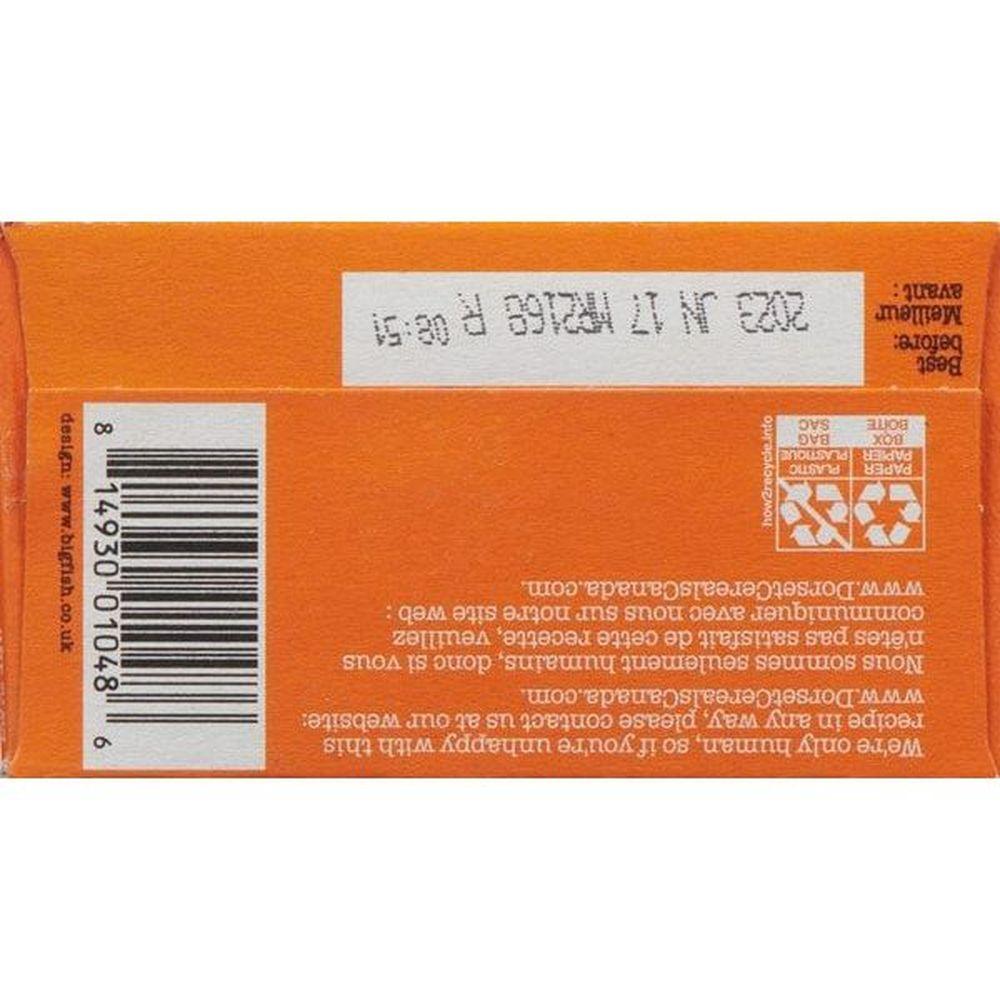 We're only human, so if you're unhappy with this
recipe in any way, please contact us at our website:
www.DorsetCerealsCanada.com.
Nous sommes seulement humains, donc si vous
n'êtes pas satisfait de cette recette, veuillez
communiquer avec nous sur notre site web :
www.DorsetCerealsCanada.com.
PAPER
PAPIER
BOX
BOÎTE
PLASTIC
PLASTIQUE
BAG
SAC
how2recycle.info
Best
before:
Meilleur
avant :
2023 JN 17 MR2168 R 08:51
8 14930 01048 6
design: www.bigfish.co.uk